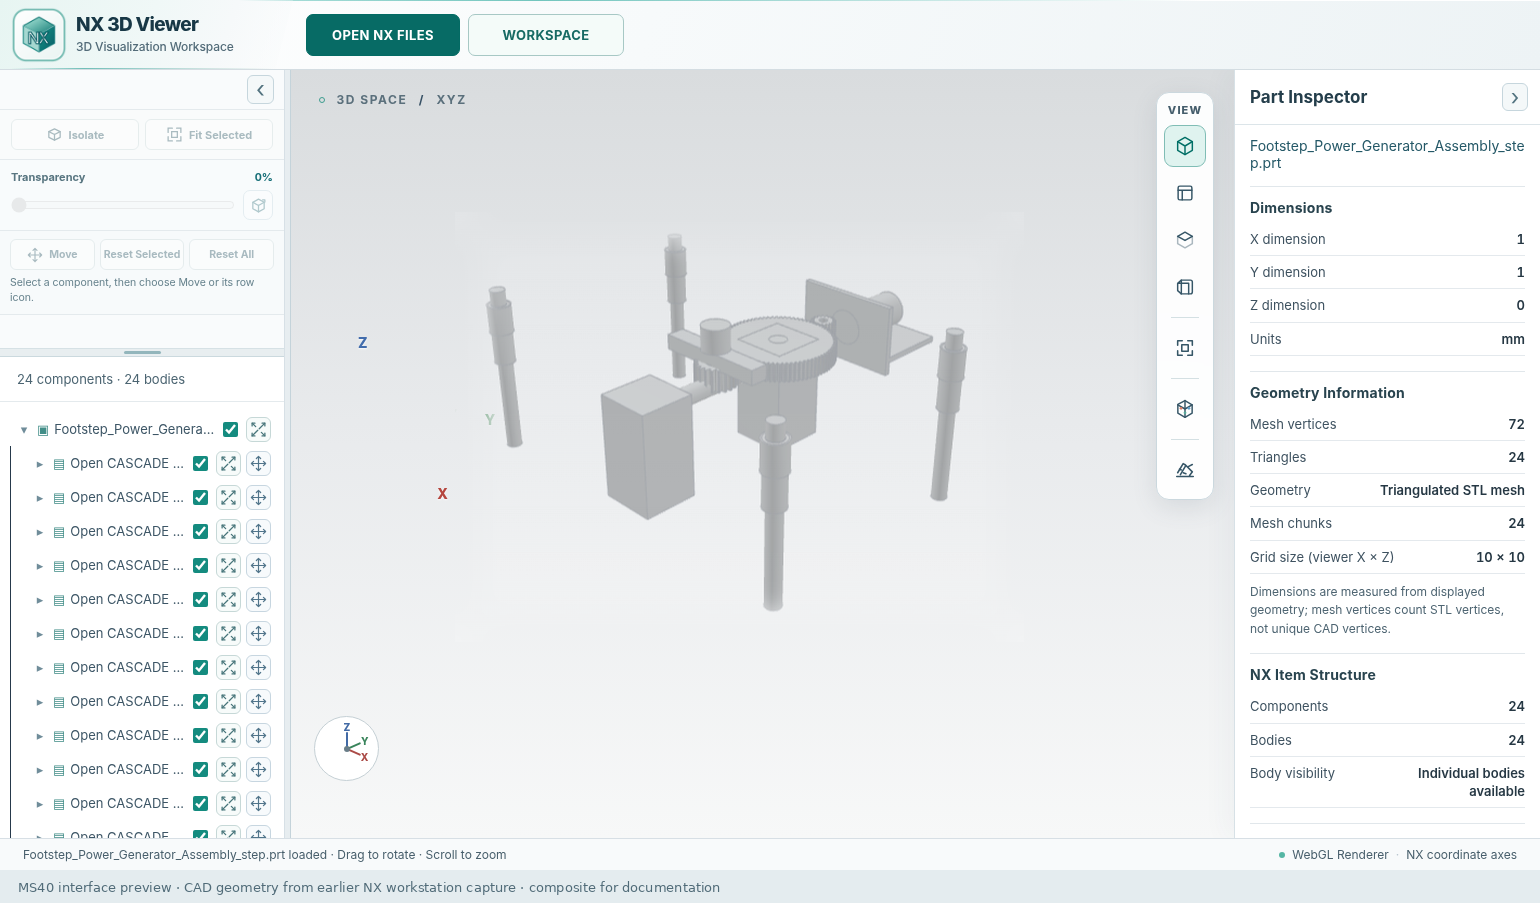 NX 3D Viewer
3D Visualization Workspace
OPEN NX FILES
WORKSPACE
Isolate
Fit Selected
Transparency
0%
Move
Reset Selected
Reset All
Select a component, then choose Move or its row
icon.
24 components · 24 bodies
Footstep_Power_Genera...
Open CASCADE ...
Open CASCADE ...
Open CASCADE ...
Open CASCADE ...
Open CASCADE ...
Open CASCADE ...
Open CASCADE ...
Open CASCADE ...
Open CASCADE ...
Open CASCADE ...
Open CASCADE ...
Open CASCADE ...
3D SPACE / XYZ
Z
Y
X
Z
Y
X
VIEW
Part Inspector
Footstep_Power_Generator_Assembly_ste
p.prt
Dimensions
X dimension 1
Y dimension 1
Z dimension 0
Units mm
Geometry Information
Mesh vertices 72
Triangles 24
Geometry Triangulated STL mesh
Mesh chunks 24
Grid size (viewer X × Z) 10 × 10
Dimensions are measured from displayed
geometry; mesh vertices count STL vertices,
not unique CAD vertices.
NX Item Structure
Components 24
Bodies 24
Body visibility Individual bodies
available
Footstep_Power_Generator_Assembly_step.prt loaded · Drag to rotate · Scroll to zoom
WebGL Renderer · NX coordinate axes
MS40 interface preview · CAD geometry from earlier NX workstation capture · composite for documentation